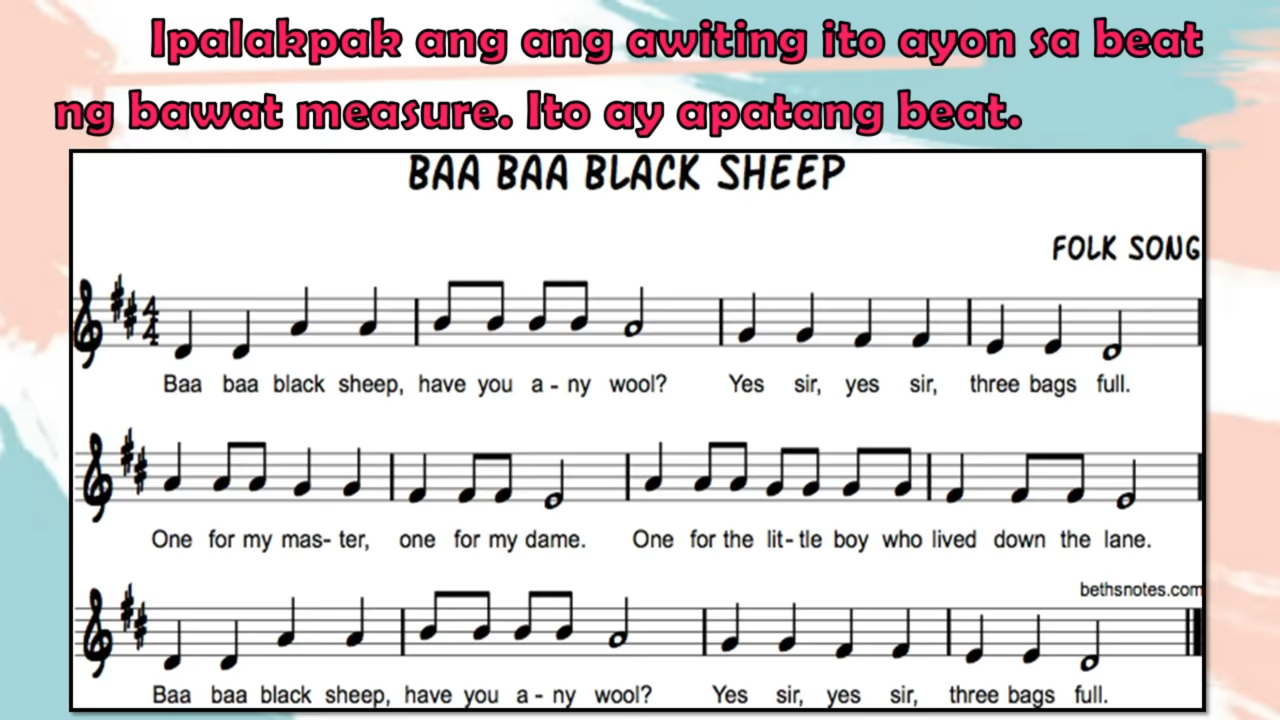 Ipalakpak ang ang awiting ito ayon sa beat
ng bawat measure. Ito ay apatang beat.
BAA BAA BLACK SHEEP
FOLK SONG
4
4
Baa baa black sheep, have you a - ny wool? Yes sir, yes sir, three bags full.
One for my mas- ter, one for my dame. One for the lit- tle boy who lived down the lane.
bethsnotes.com
Baa baa black sheep, have you a - ny wool? Yes sir, yes sir, three bags full.